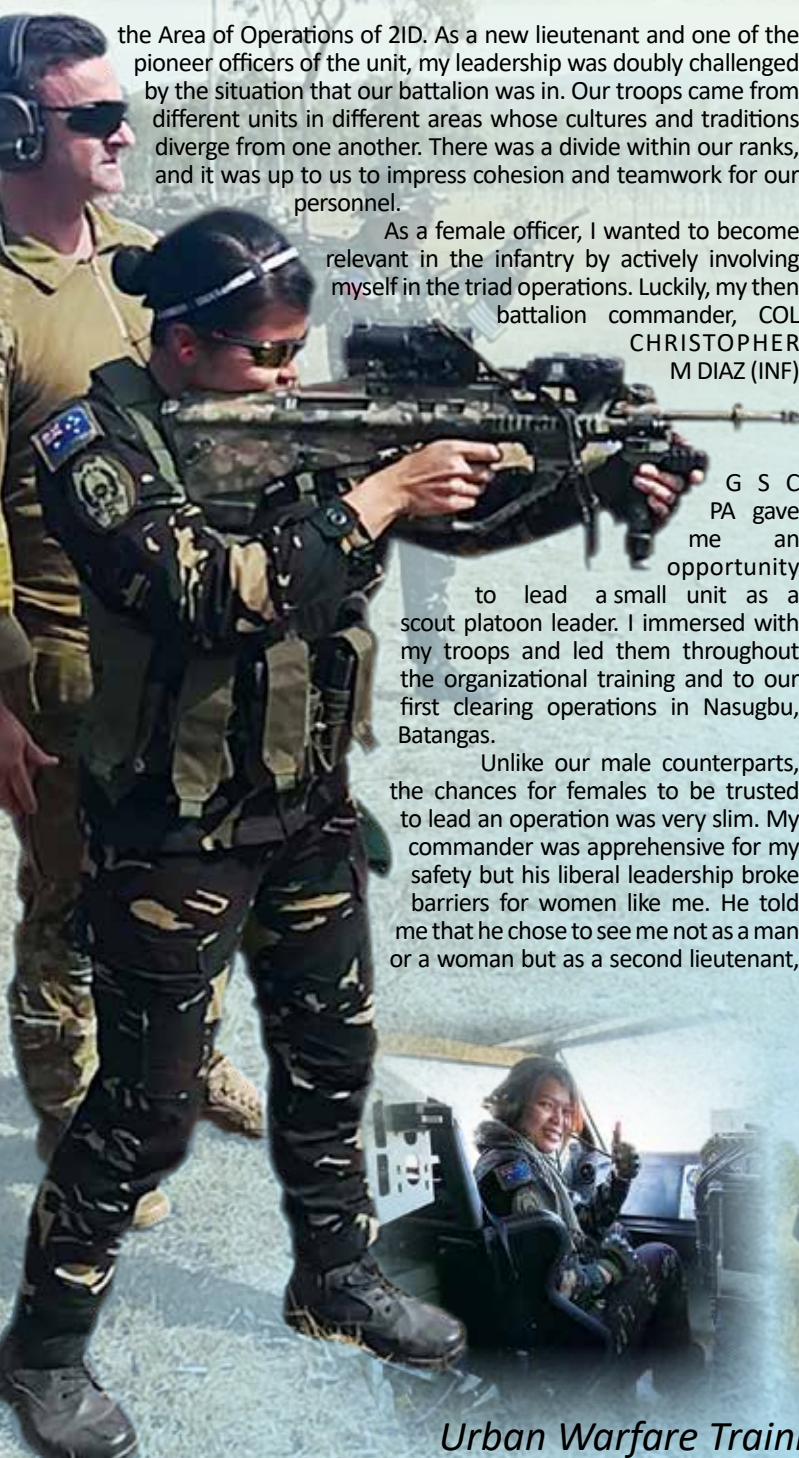 the Area of Operations of 2ID. As a new lieutenant and one of the
pioneer officers of the unit, my leadership was doubly challenged
by the situation that our battalion was in. Our troops came from
different units in different areas whose cultures and traditions
diverge from one another. There was a divide within our ranks,
and it was up to us to impress cohesion and teamwork for our
personnel.
As a female officer, I wanted to become
relevant in the infantry by actively involving
myself in the triad operations. Luckily, my then
battalion commander, COL
CHRISTOPHER
M DIAZ (INF)
G S C
PA gave
me an
opportunity
to lead a small unit as a
scout platoon leader. I immersed with
my troops and led them throughout
the organizational training and to our
first clearing operations in Nasugbu,
Batangas.
Unlike our male counterparts,
the chances for females to be trusted
to lead an operation was very slim. My
commander was apprehensive for my
safety but his liberal leadership broke
barriers for women like me. He told
me that he chose to see me not as a man
or a woman but as a second lieutenant,
Urban Warfare Traini